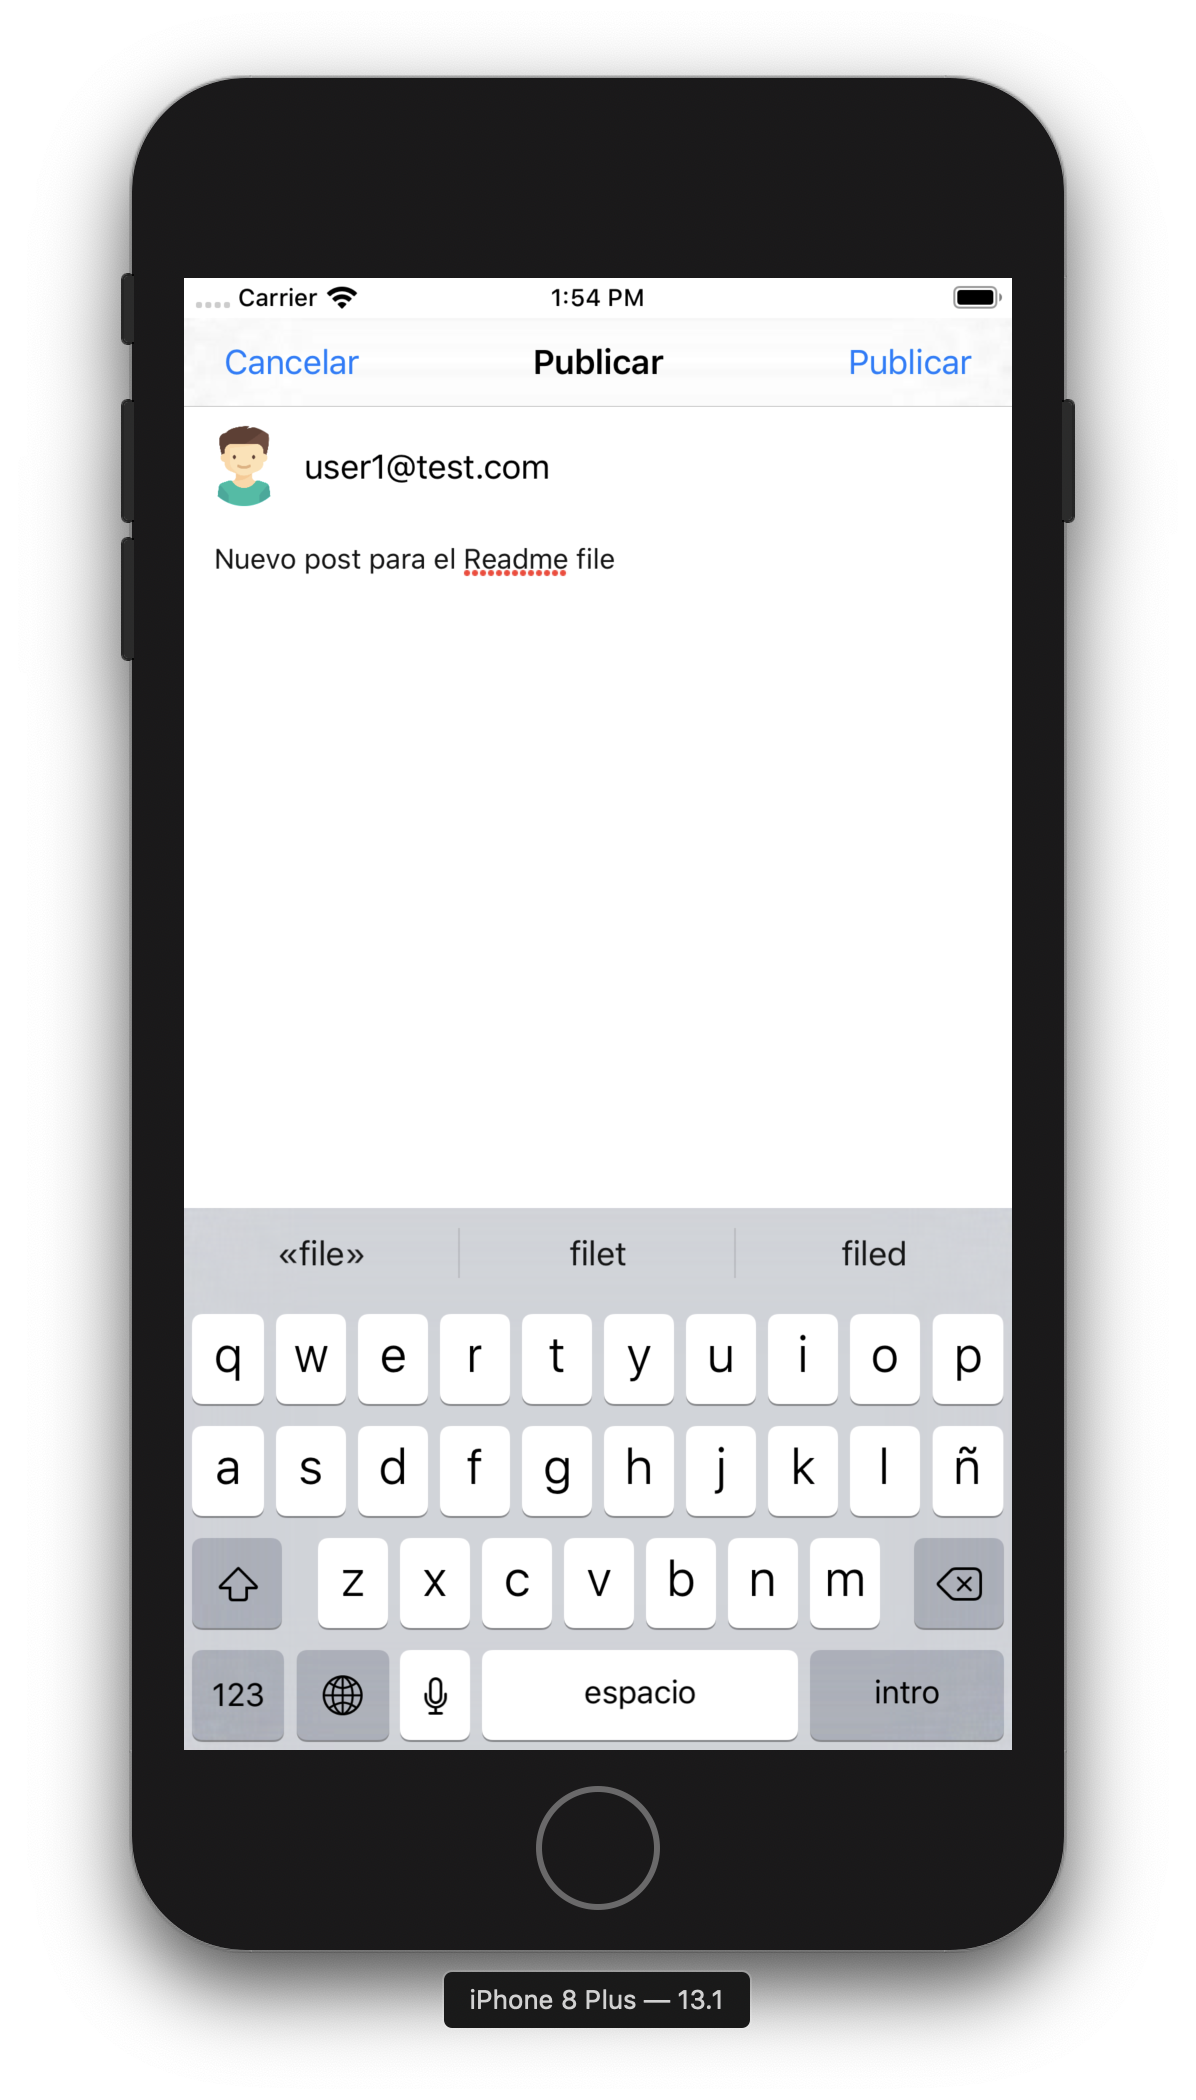 Carrier 1:54 PM
Cancelar Publicar Publicar
user1@test.com
Nuevo post para el Readme file
«file» filet filed
q w e r t y u i o p
a s d f g h j k l ñ
z x c v b n m
123 espacio intro
iPhone 8 Plus — 13.1